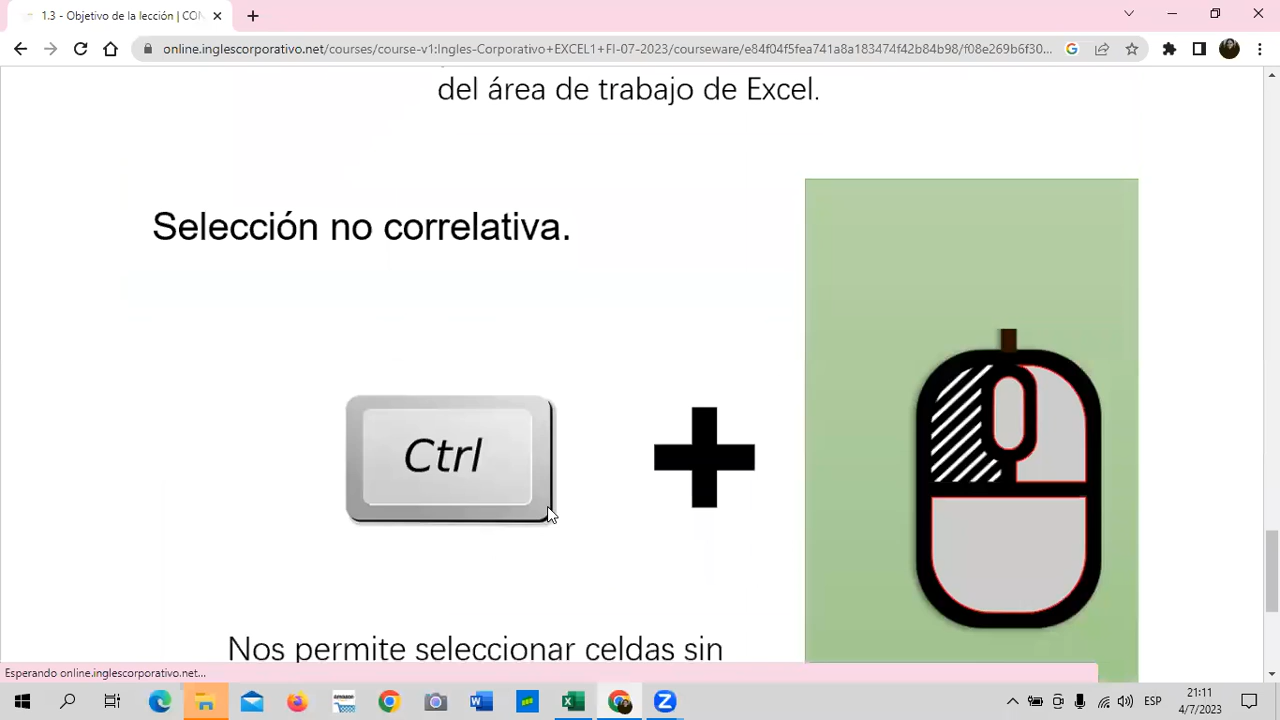 1.3 - Objetivo de la lección | CON
online.inglescorporativo.net/courses/course-v1:Ingles-Corporativo+EXCEL1+FI-07-2023/courseware/e84f04f5fea741a8a183474f42b84b98/f08e269b6f30...
del área de trabajo de Excel.
Selección no correlativa.
Ctrl
Nos permite seleccionar celdas sin
Esperando online.inglescorporativo.net...
ESP
21:11
4/7/2023